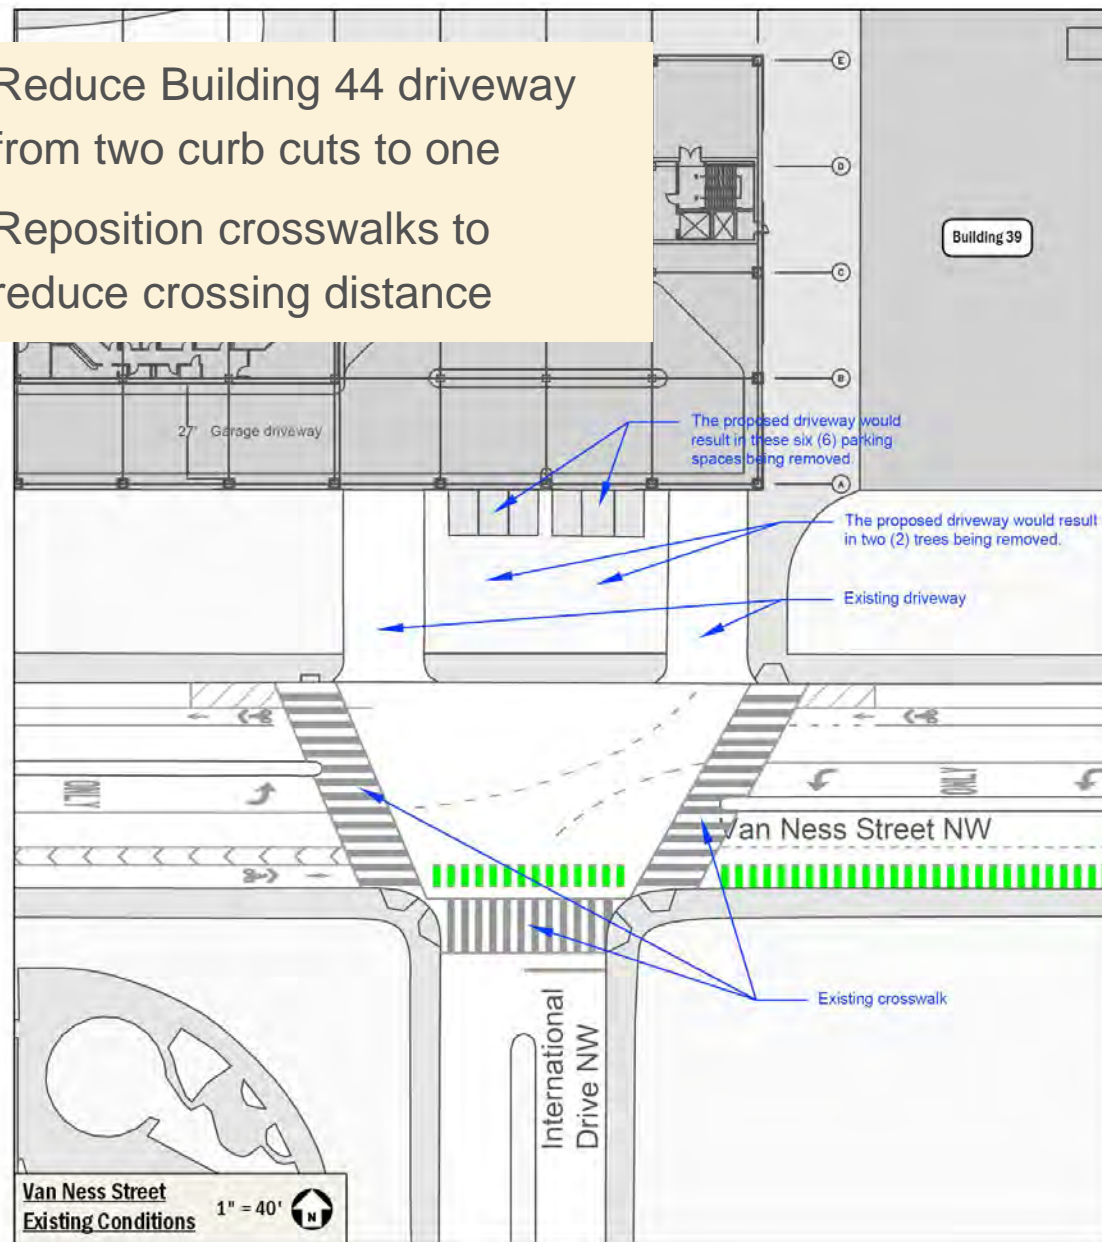 Reduce Building 44 driveway
from two curb cuts to one
Reposition crosswalks to
reduce crossing distance
E
D
C
B
A
Building 39
27' Garage driveway
The proposed driveway would
result in these six (6) parking
spaces being removed.
The proposed driveway would result
in two (2) trees being removed.
Existing driveway
ONLY
ONLY
Van Ness Street NW
Existing crosswalk
International
Drive NW
Van Ness Street
Existing Conditions
1" = 40'
N